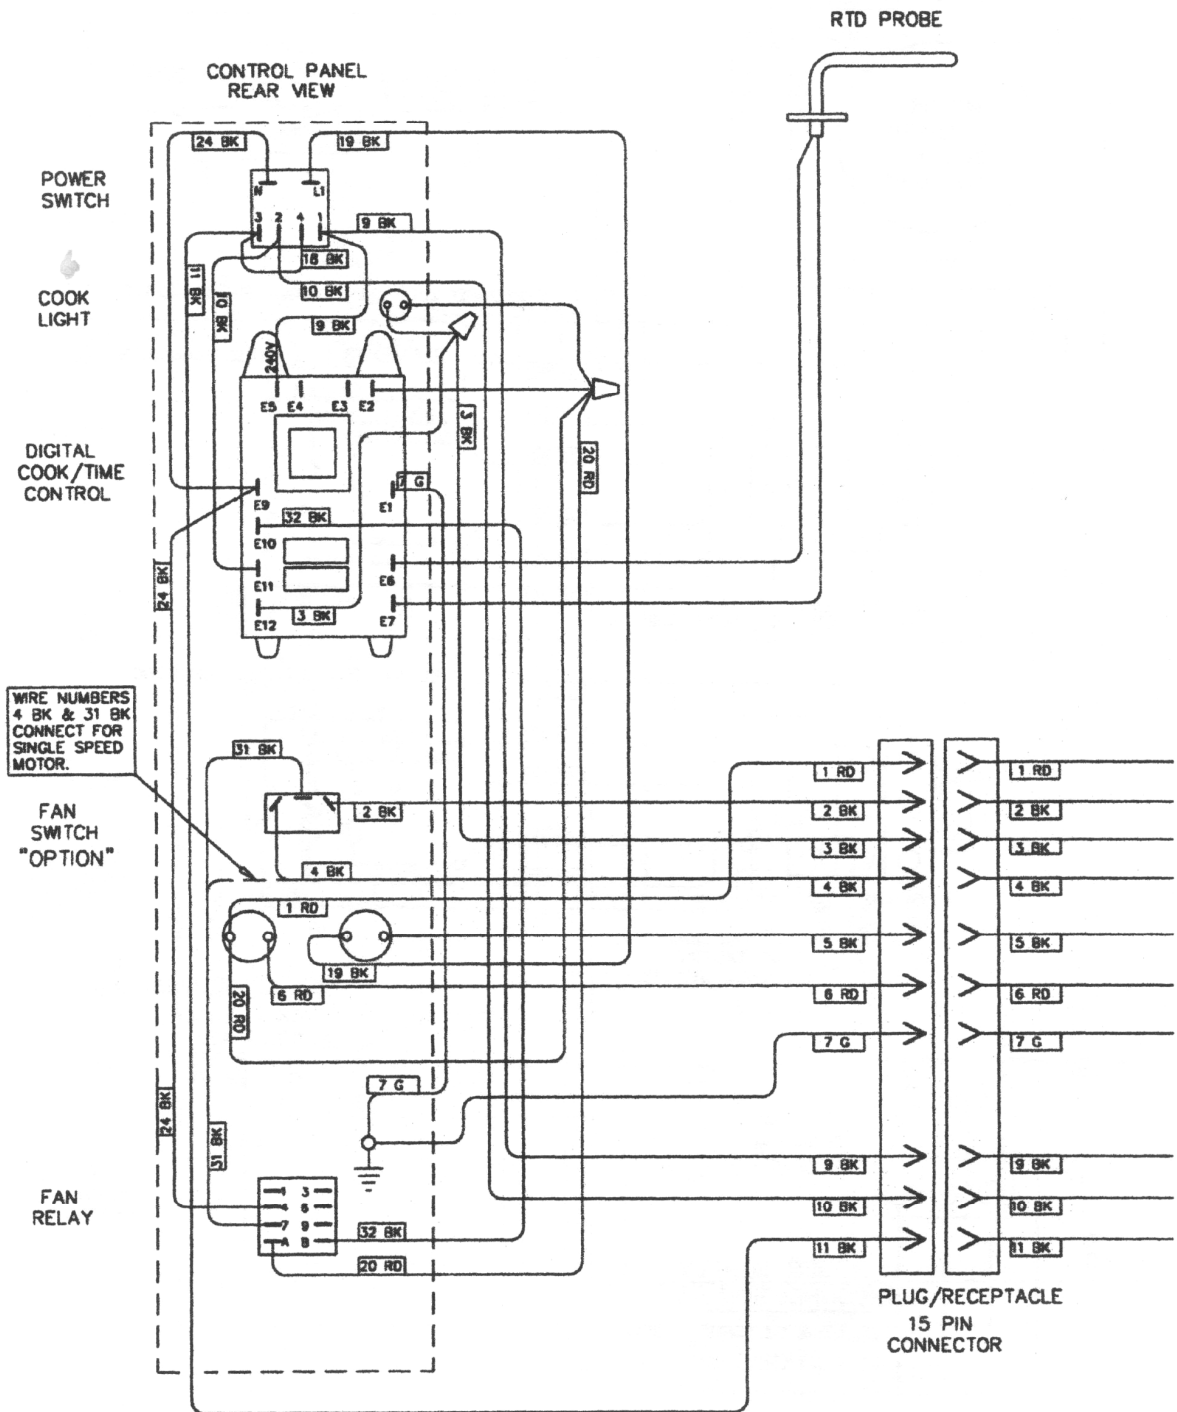 RTD PROBE
CONTROL PANEL
REAR VIEW
24 BK
19 BK
POWER
SWITCH
N
L1
3 2 4 1
9 BK
18 BK
11 BK
10 BK
10 BK
COOK
LIGHT
9 BK
240V
E5 E4 E3 E2
3 BK
20 RD
DIGITAL
COOK/TIME
CONTROL
7 G
E9
E1
32 BK
E10
E11
E6
24 BK
3 BK
E12
E7
WIRE NUMBERS
4 BK & 31 BK
CONNECT FOR
SINGLE SPEED
MOTOR.
31 BK
1 RD
1 RD
FAN
SWITCH
"OPTION"
2 BK
2 BK
2 BK
3 BK
3 BK
4 BK
4 BK
4 BK
1 RD
5 BK
5 BK
19 BK
6 RD
6 RD
6 RD
20 RD
7 G
7 G
7 G
24 BK
31 BK
9 BK
9 BK
FAN
RELAY
1 3
4 6
7 9
A B
32 BK
20 RD
10 BK
10 BK
11 BK
11 BK
PLUG/RECEPTACLE
15 PIN
CONNECTOR